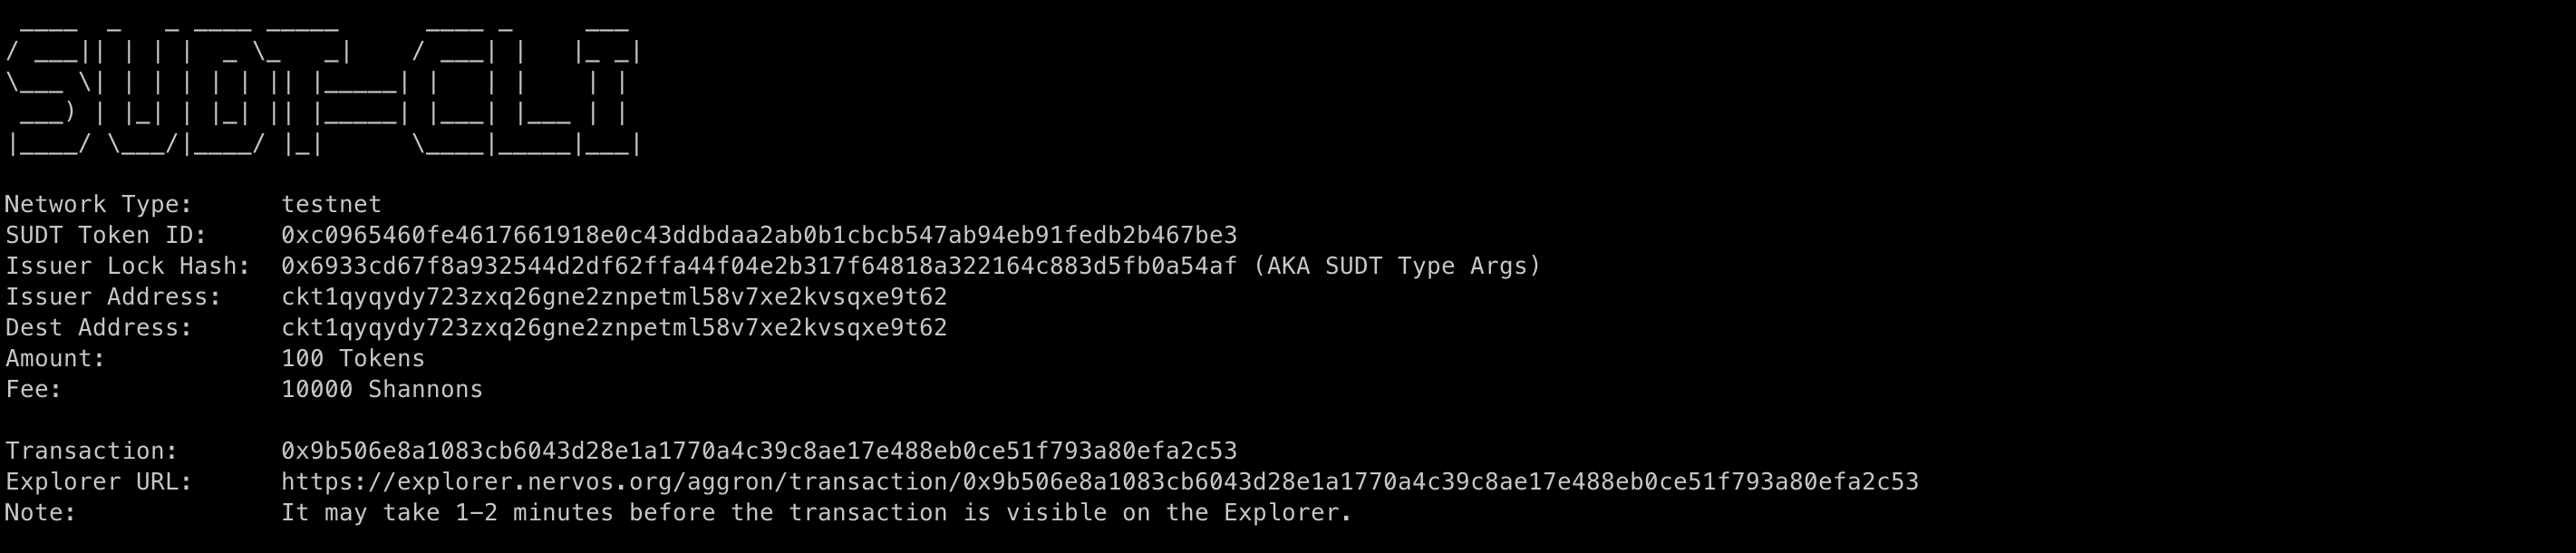 SUDT-CLI
Network Type: testnet
SUDT Token ID: 0xc0965460fe4617661918e0c43ddbdaa2ab0b1cbcb547ab94eb91fedb2b467be3
Issuer Lock Hash: 0x6933cd67f8a932544d2df62ffa44f04e2b317f64818a322164c883d5fb0a54af (AKA SUDT Type Args)
Issuer Address: ckt1qyqydy723zxq26gne2znpetml58v7xe2kvsqxe9t62
Dest Address: ckt1qyqydy723zxq26gne2znpetml58v7xe2kvsqxe9t62
Amount: 100 Tokens
Fee: 10000 Shannons
Transaction: 0x9b506e8a1083cb6043d28e1a1770a4c39c8ae17e488eb0ce51f793a80efa2c53
Explorer URL: https://explorer.nervos.org/aggron/transaction/0x9b506e8a1083cb6043d28e1a1770a4c39c8ae17e488eb0ce51f793a80efa2c53
Note: It may take 1-2 minutes before the transaction is visible on the Explorer.